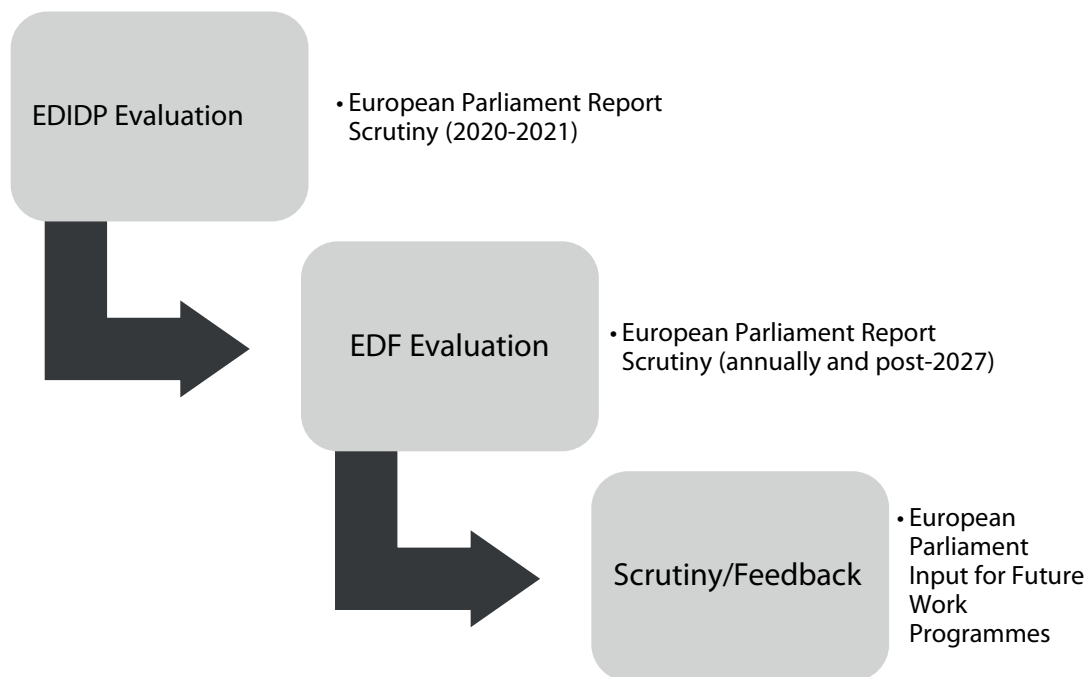 EDIDP Evaluation
• European Parliament Report
Scrutiny (2020-2021)
EDF Evaluation
• European Parliament Report
Scrutiny (annually and post-2027)
Scrutiny/Feedback
• European
Parliament
Input for Future
Work
Programmes